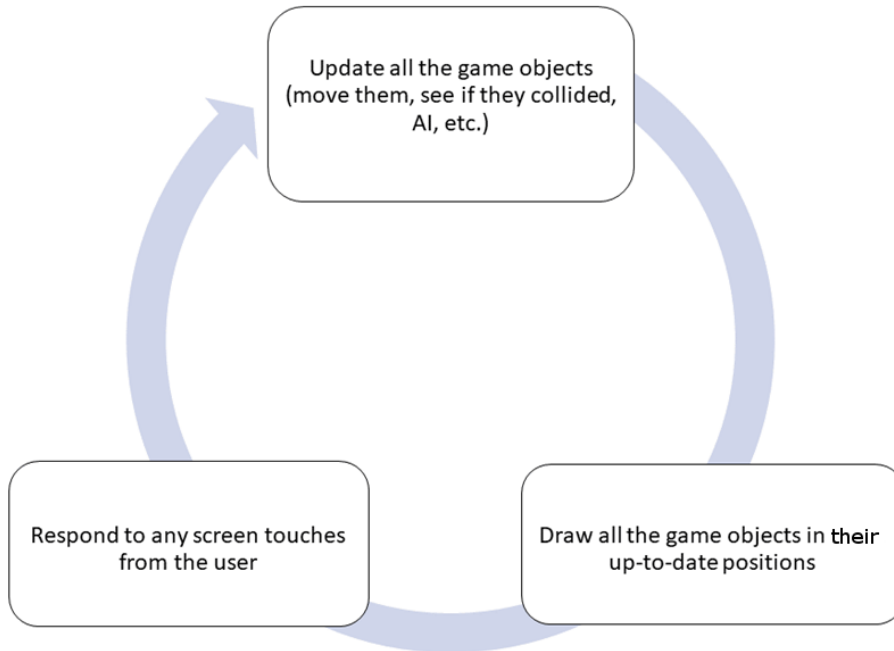 Update all the game objects
(move them, see if they collided,
AI, etc.)
Respond to any screen touches
from the user
Draw all the game objects in their
up-to-date positions